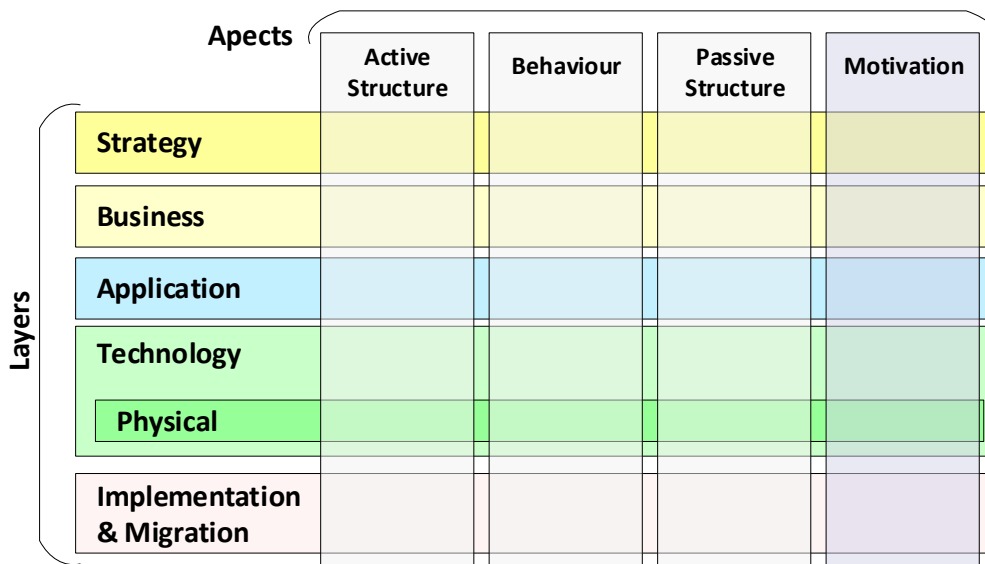 Apects
Active
Structure
Behaviour
Passive
Structure
Motivation
Layers
Strategy
Business
Application
Technology
Physical
Implementation
& Migration